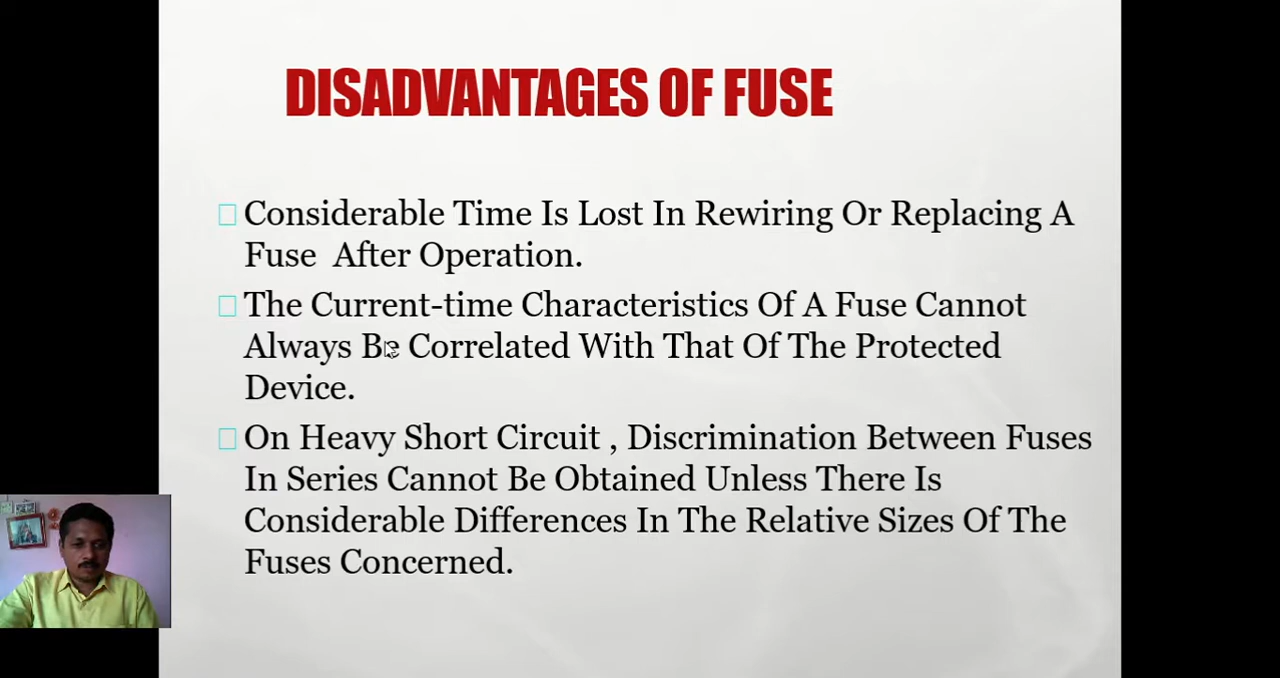 DISADVANTAGES OF FUSE
Considerable Time Is Lost In Rewiring Or Replacing A
Fuse After Operation.
The Current-time Characteristics Of A Fuse Cannot
Always Be Correlated With That Of The Protected
Device.
On Heavy Short Circuit , Discrimination Between Fuses
In Series Cannot Be Obtained Unless There Is
Considerable Differences In The Relative Sizes Of The
Fuses Concerned.